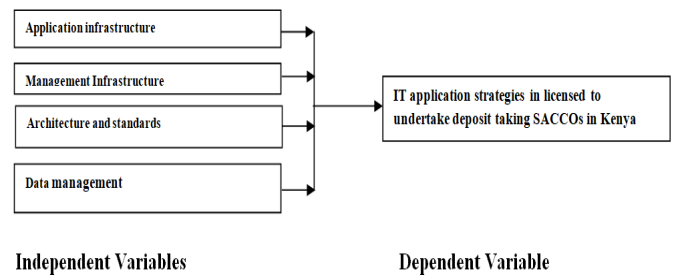 Application infrastructure
Management Infrastructure
Architecture and standards
Data management
IT application strategies in licensed to
undertake deposit taking SACCOs in Kenya
Independent Variables
Dependent Variable